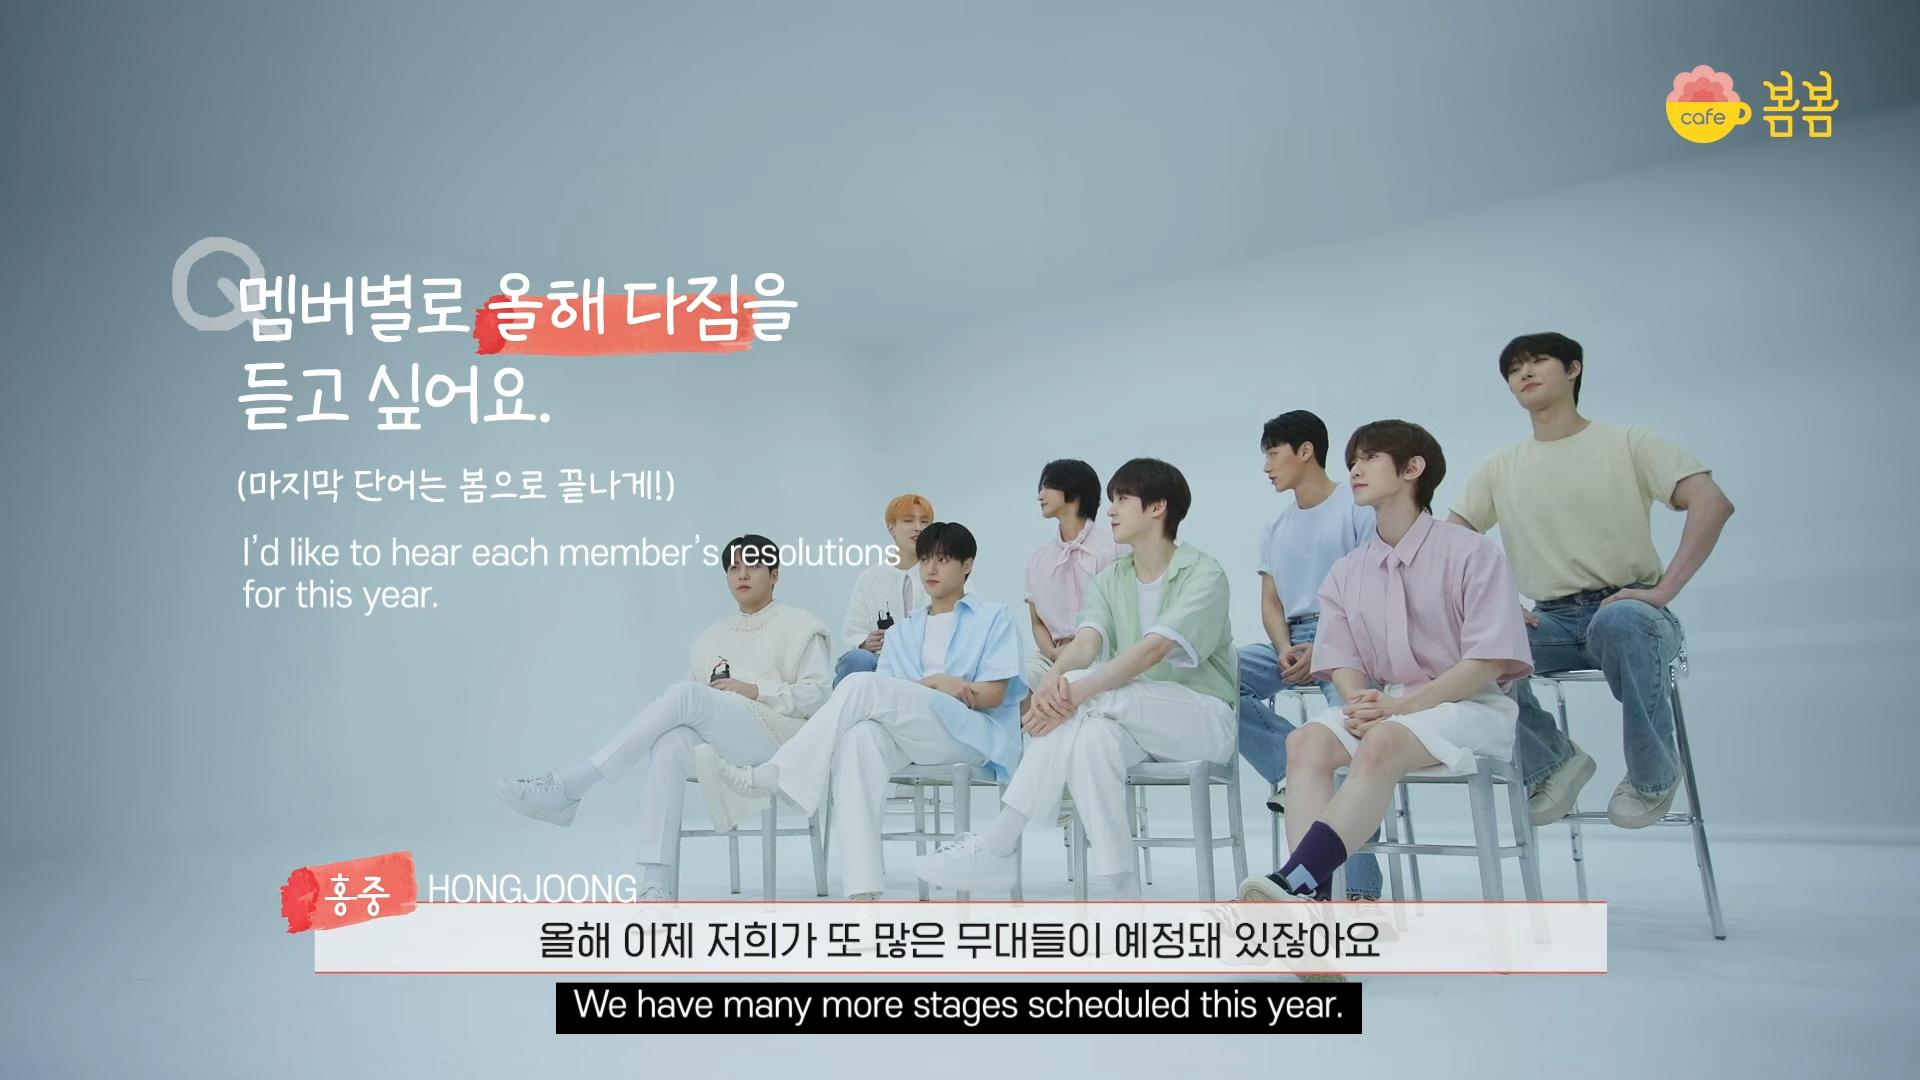 cafe 봄봄
Q
멤버별로 올해 다짐을
듣고 싶어요.
(마지막 단어는 봄으로 끝나게!)
I'd like to hear each member's resolutions
for this year.
홍중 HONGJOONG
올해 이제 저희가 또 많은 무대들이 예정돼 있잖아요
We have many more stages scheduled this year.